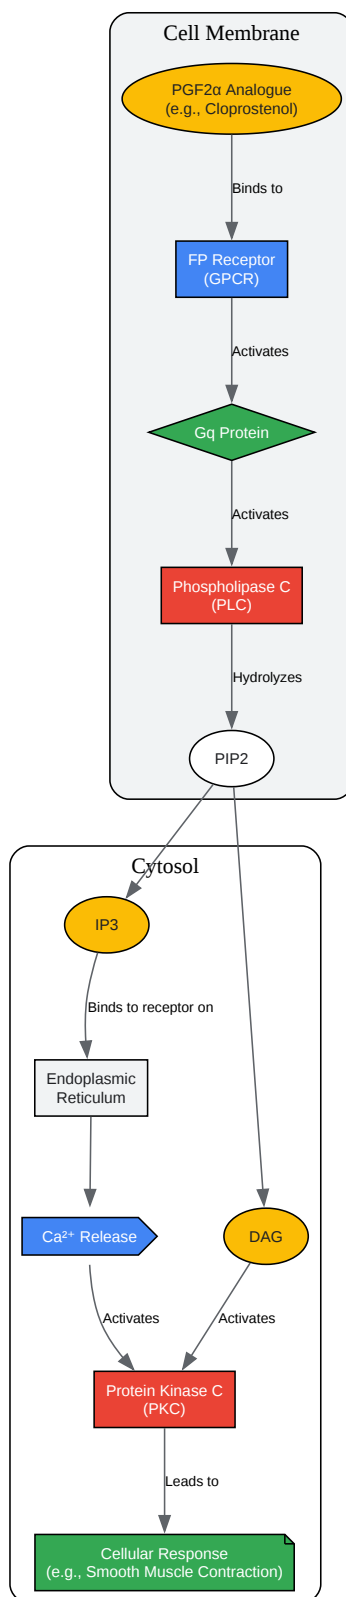 Cell Membrane
PGF2α Analogue
(e.g., Cloprostenol)
Binds to
FP Receptor
(GPCR)
Activates
Gq Protein
Activates
Phospholipase C
(PLC)
Hydrolyzes
PIP2
Cytosol
IP3
Binds to receptor on
Endoplasmic
Reticulum
Ca²⁺ Release
DAG
Activates
Activates
Protein Kinase C
(PKC)
Leads to
Cellular Response
(e.g., Smooth Muscle Contraction)